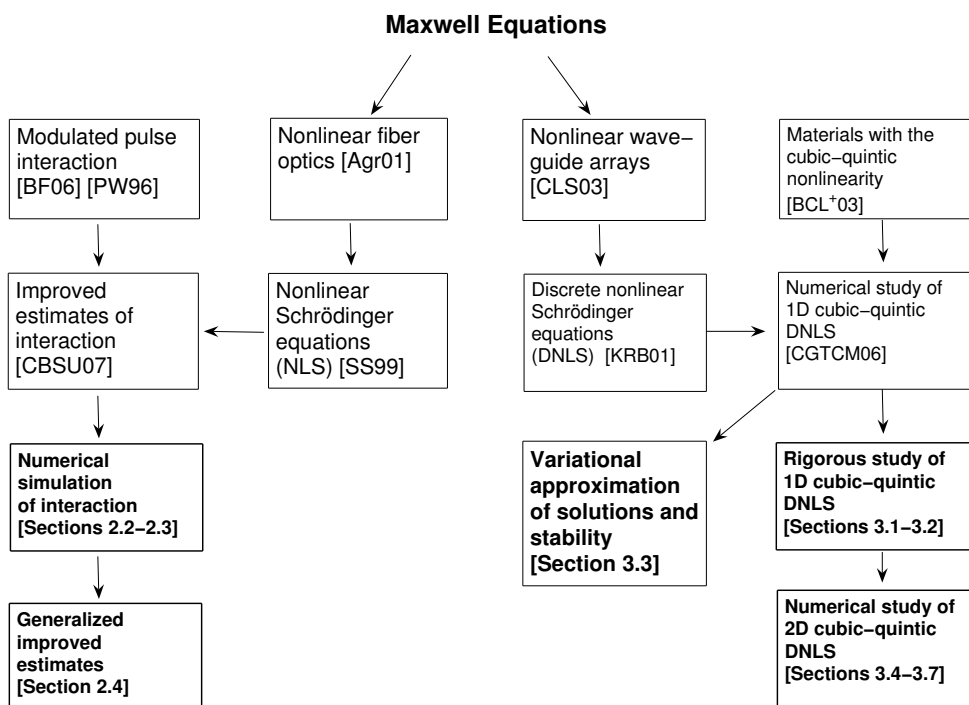 Maxwell Equations
Modulated pulse
interaction
[BF06] [PW96]
Nonlinear fiber
optics [Agr01]
Nonlinear wave−
guide arrays
[CLS03]
Materials with the
cubic−quintic
nonlinearity
[BCL+03]
Improved
estimates of
interaction
[CBSU07]
Nonlinear
Schrödinger
equations
(NLS) [SS99]
Discrete nonlinear
Schrödinger
equations
(DNLS) [KRB01]
Numerical study of
1D cubic−quintic
DNLS
[CGTCM06]
Numerical
simulation
of interaction
[Sections 2.2−2.3]
Variational
approximation
of solutions and
stability
[Section 3.3]
Rigorous study of
1D cubic−quintic
DNLS
[Sections 3.1−3.2]
Generalized
improved
estimates
[Section 2.4]
Numerical study of
2D cubic−quintic
DNLS
[Sections 3.4−3.7]